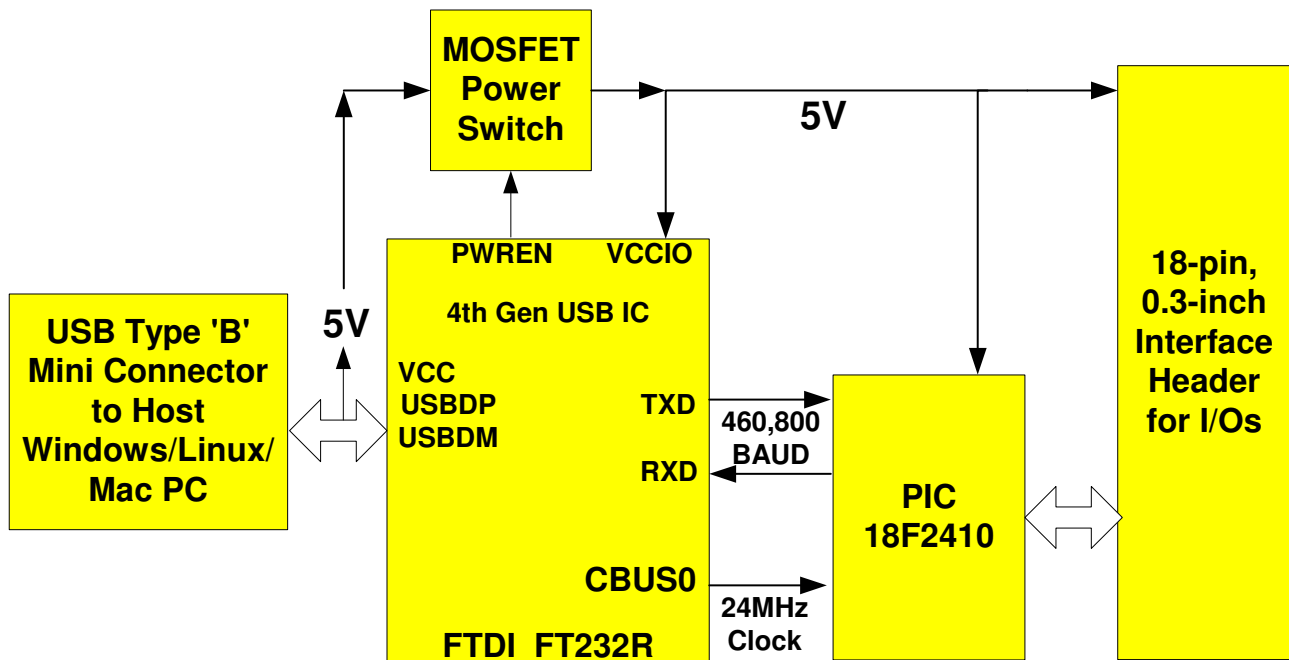 MOSFET
Power
Switch
5V
5V
PWREN VCCIO
4th Gen USB IC
VCC
USBDP
USBDM
TXD
RXD
CBUS0
FTDI FT232R
USB Type 'B'
Mini Connector
to Host
Windows/Linux/
Mac PC
460,800
BAUD
24MHz
Clock
PIC
18F2410
18-pin,
0.3-inch
Interface
Header
for I/Os